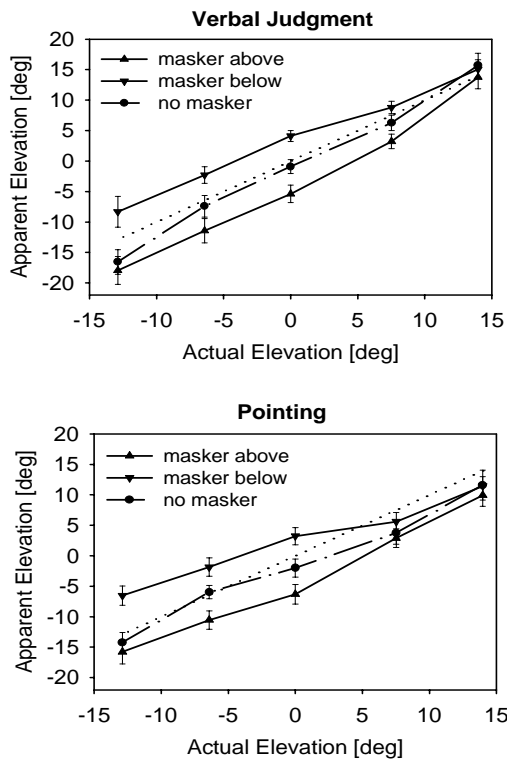 Verbal Judgment
Apparent Elevation [deg]
20
15
10
5
0
-5
-10
-15
-20
masker above
masker below
no masker
-15 -10 -5 0 5 10 15
Actual Elevation [deg]
Pointing
Apparent Elevation [deg]
20
15
10
5
0
-5
-10
-15
-20
masker above
masker below
no masker
-15 -10 -5 0 5 10 15
Actual Elevation [deg]